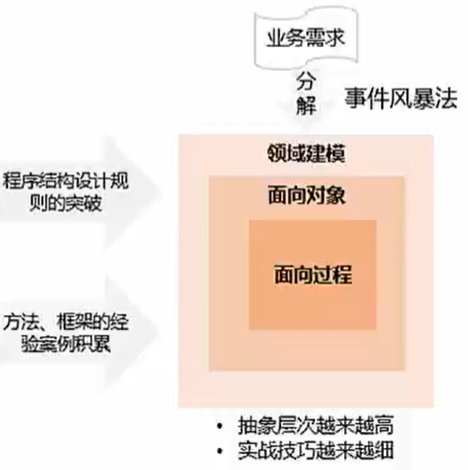 业务需求
分
解
事件风暴法
领域建模
程序结构设计规
则的突破
面向对象
面向过程
方法、框架的经
验案例积累
• 抽象层次越来越高
• 实战技巧越来越细